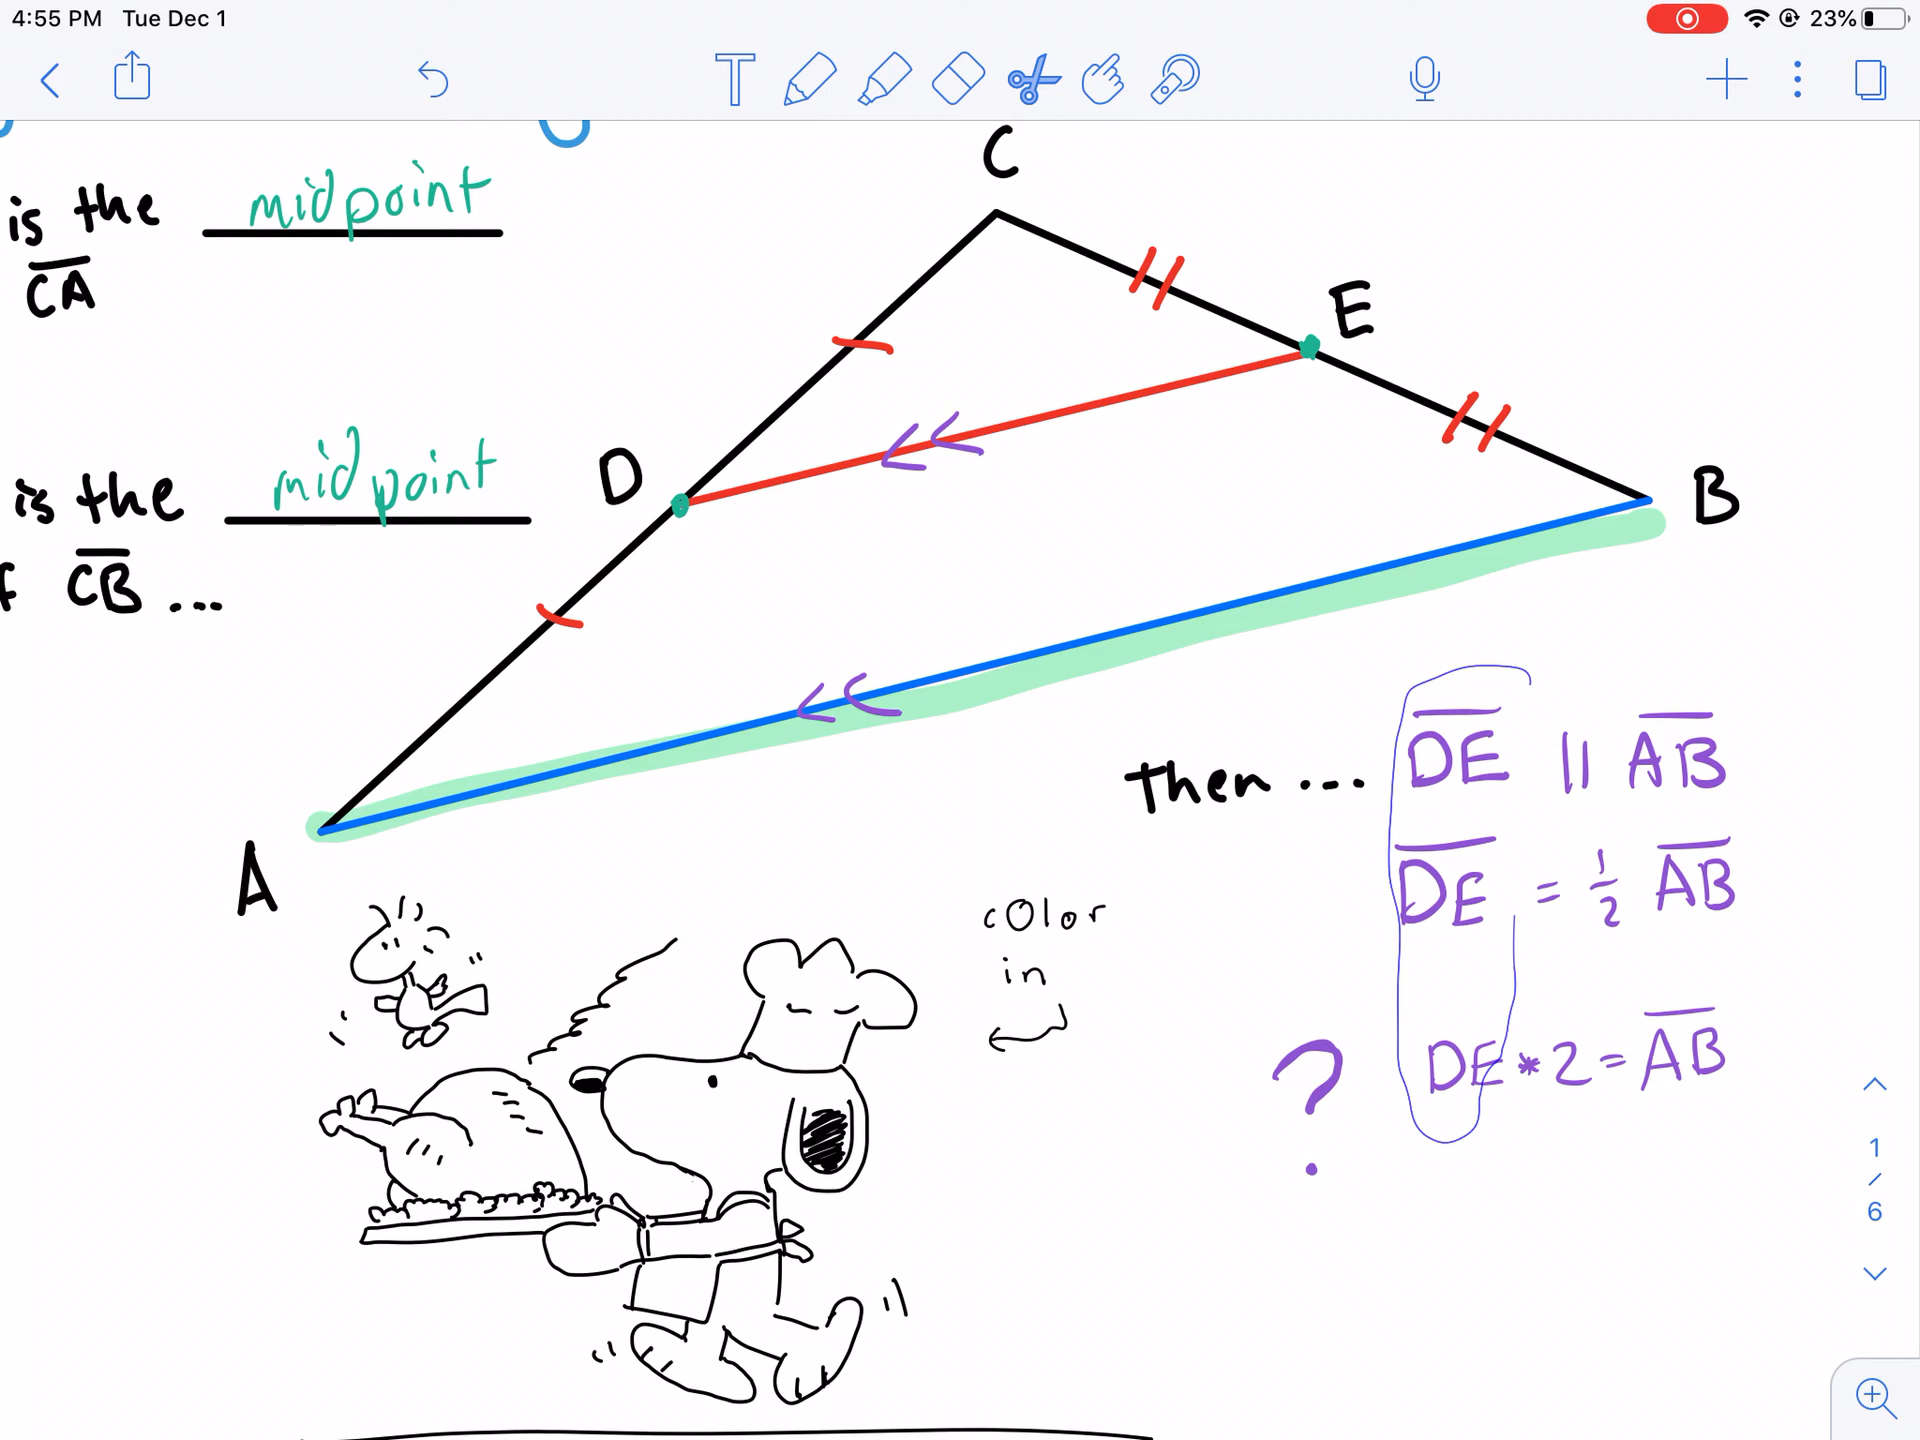 4:55 PM Tue Dec 1
23%
T
C
is the midpoint
CA
E
is the midpoint
D
B
CB ...
then ... DE || AB
A
DE = 1/2 AB
color
in
? DE * 2 = AB
1
/
6